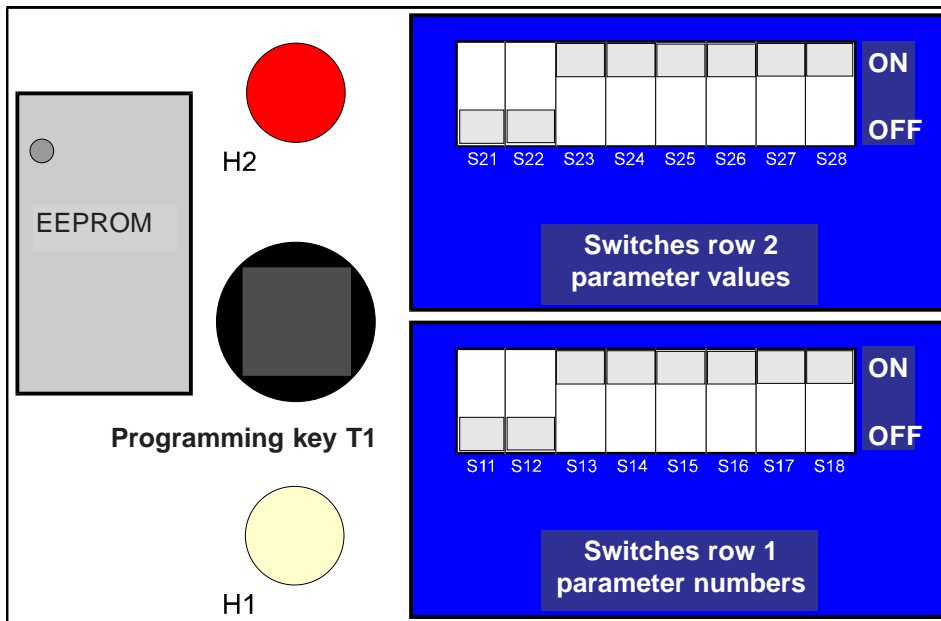 EEPROM
H2
Programming key T1
H1
ON
OFF
S21 S22 S23 S24 S25 S26 S27 S28
Switches row 2
parameter values
ON
OFF
S11 S12 S13 S14 S15 S16 S17 S18
Switches row 1
parameter numbers